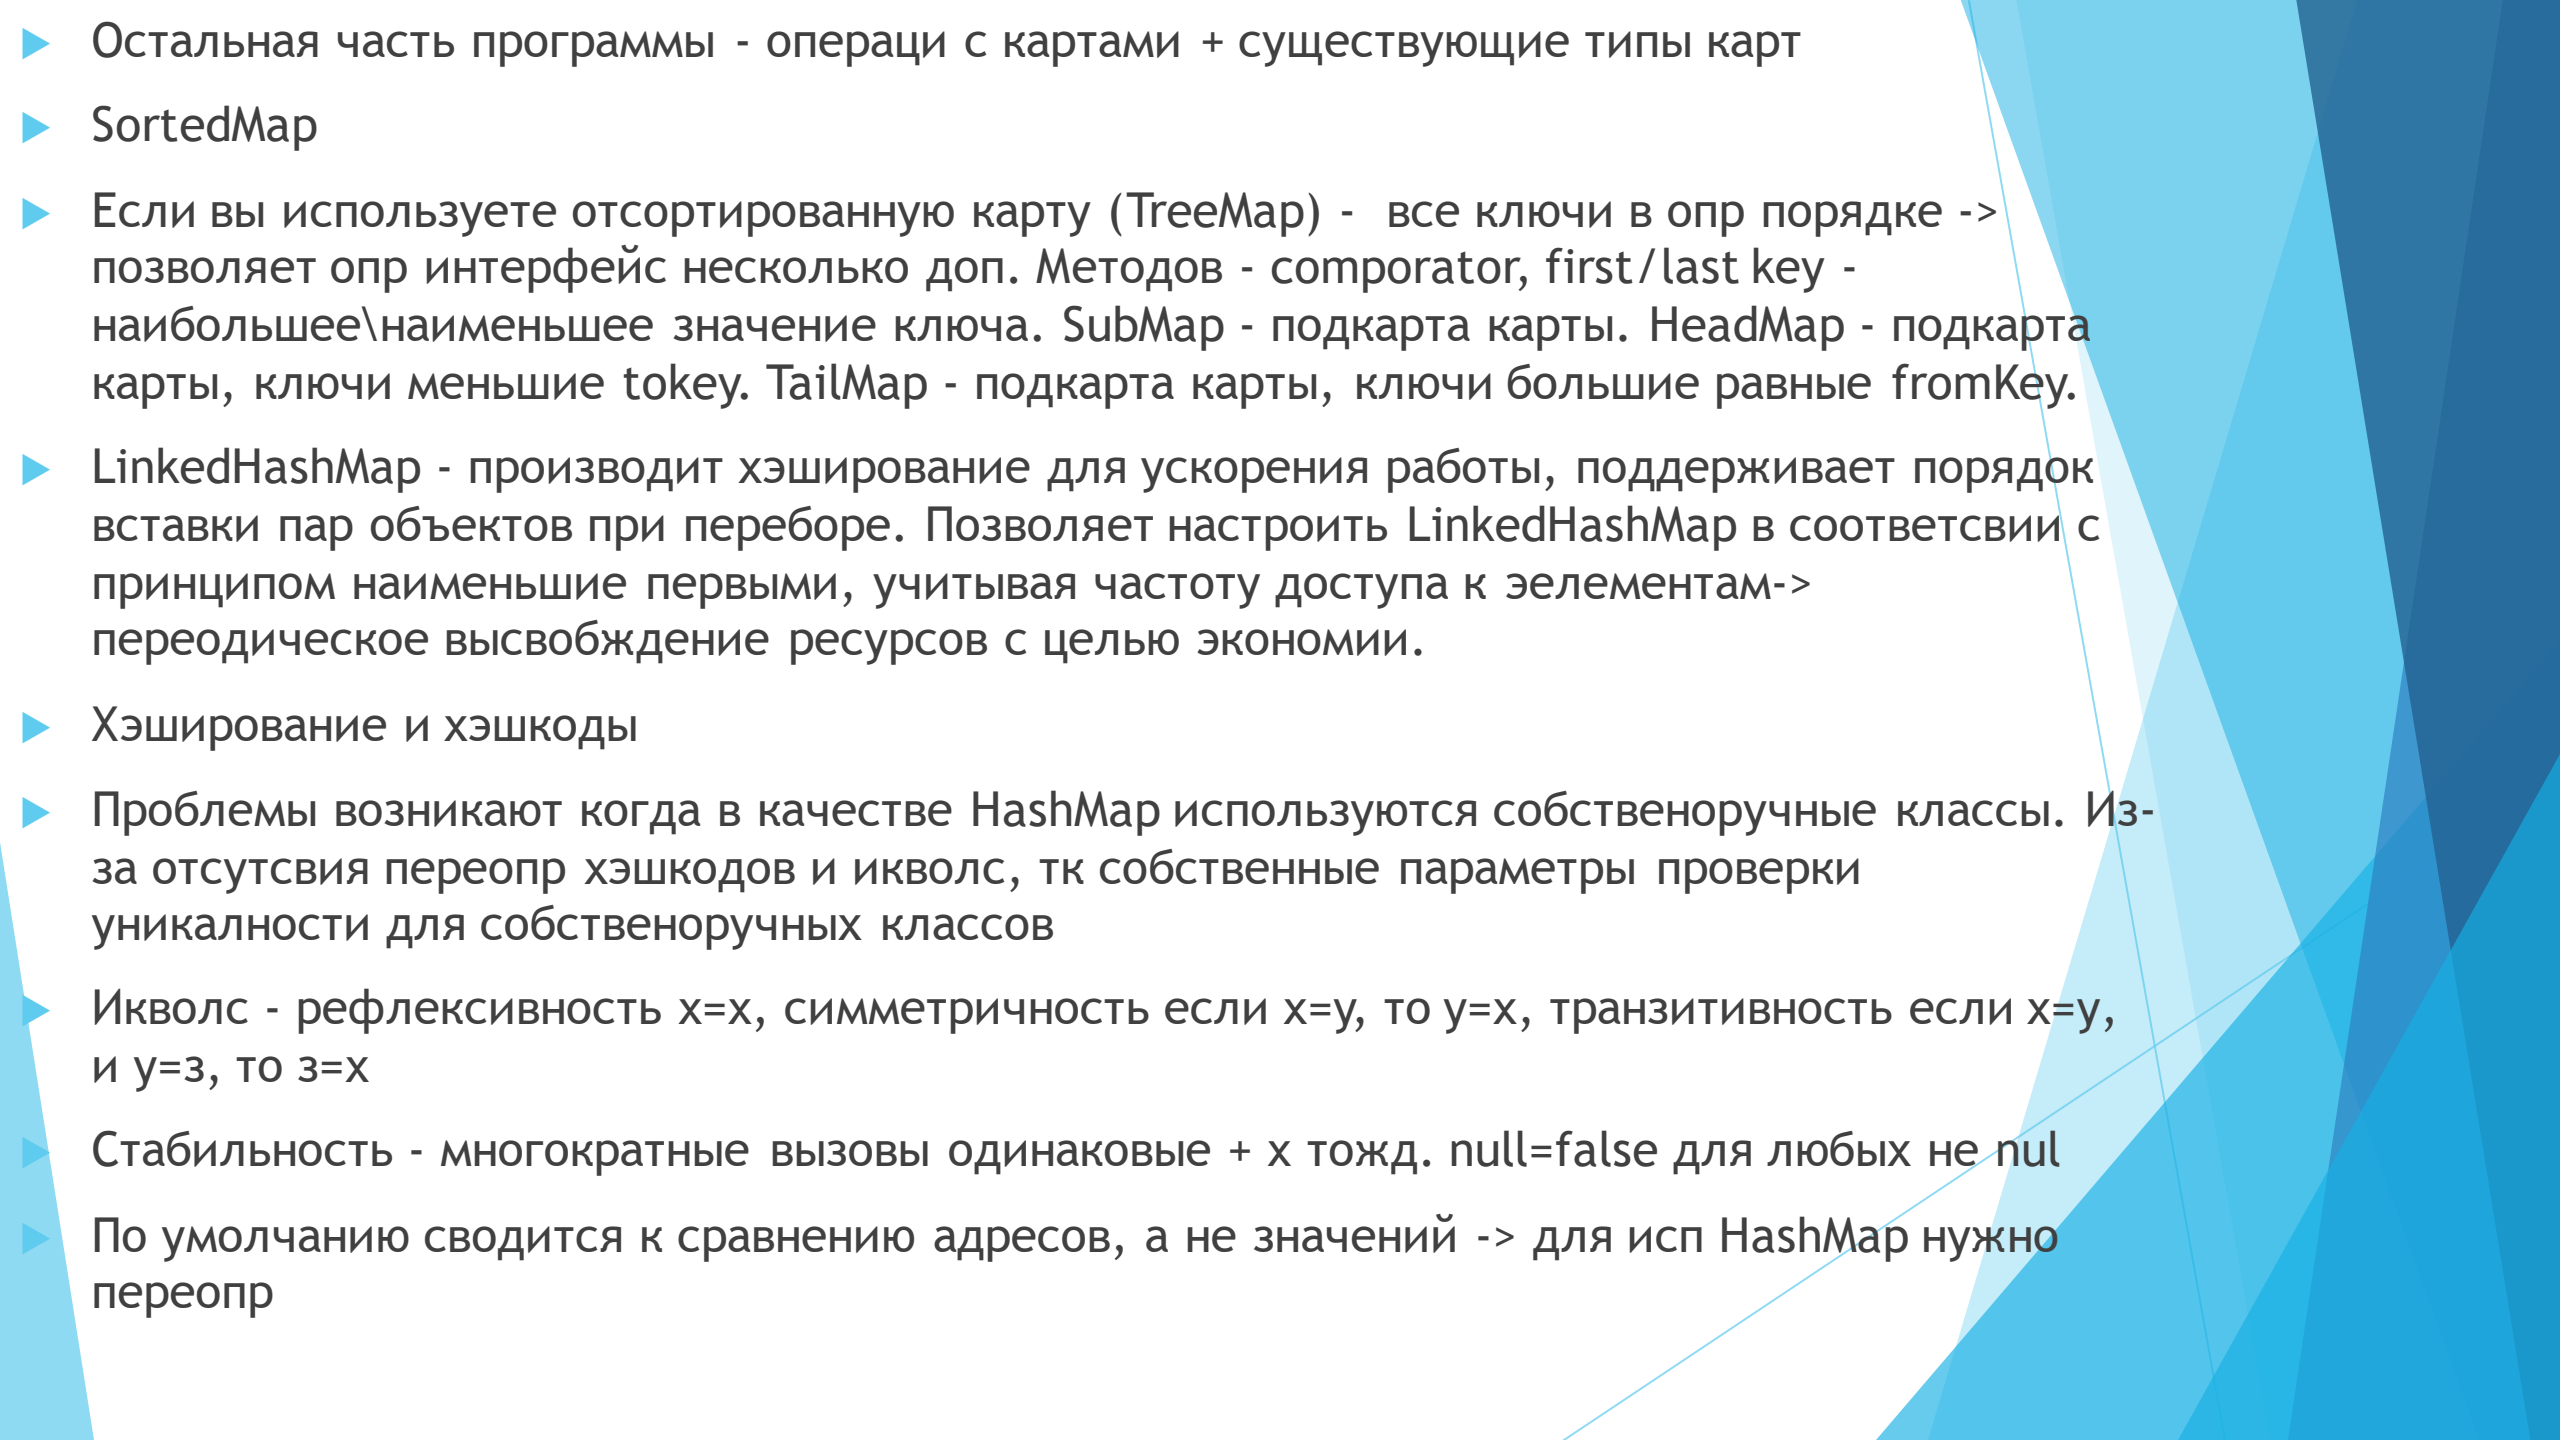 Остальная часть программы - операци с картами + существующие типы карт
SortedMap
Если вы используете отсортированную карту (TreeMap) -  все ключи в опр порядке ->
позволяет опр интерфейс несколько доп. Методов - comporator, first/last key -
наибольшее\наименьшее значение ключа. SubMap - подкарта карты. HeadMap - подкарта
карты, ключи меньшие tokey. TailMap - подкарта карты, ключи большие равные fromKey.
LinkedHashMap - производит хэширование для ускорения работы, поддерживает порядок
вставки пар объектов при переборе. Позволяет настроить LinkedHashMap в соответсвии с
принципом наименьшие первыми, учитывая частоту доступа к эелементам->
переодическое высвобждение ресурсов с целью экономии.
Хэширование и хэшкоды
Проблемы возникают когда в качестве HashMap используются собственоручные классы. Из-
за отсутсвия переопр хэшкодов и икволс, тк собственные параметры проверки
уникалности для собственоручных классов
Икволс - рефлексивность х=х, симметричность если х=у, то у=х, транзитивность если х=у,
и у=з, то з=х
Стабильность - многократные вызовы одинаковые + х тожд. null=false для любых не nul
По умолчанию сводится к сравнению адресов, а не значений -> для исп HashMap нужно
переопр